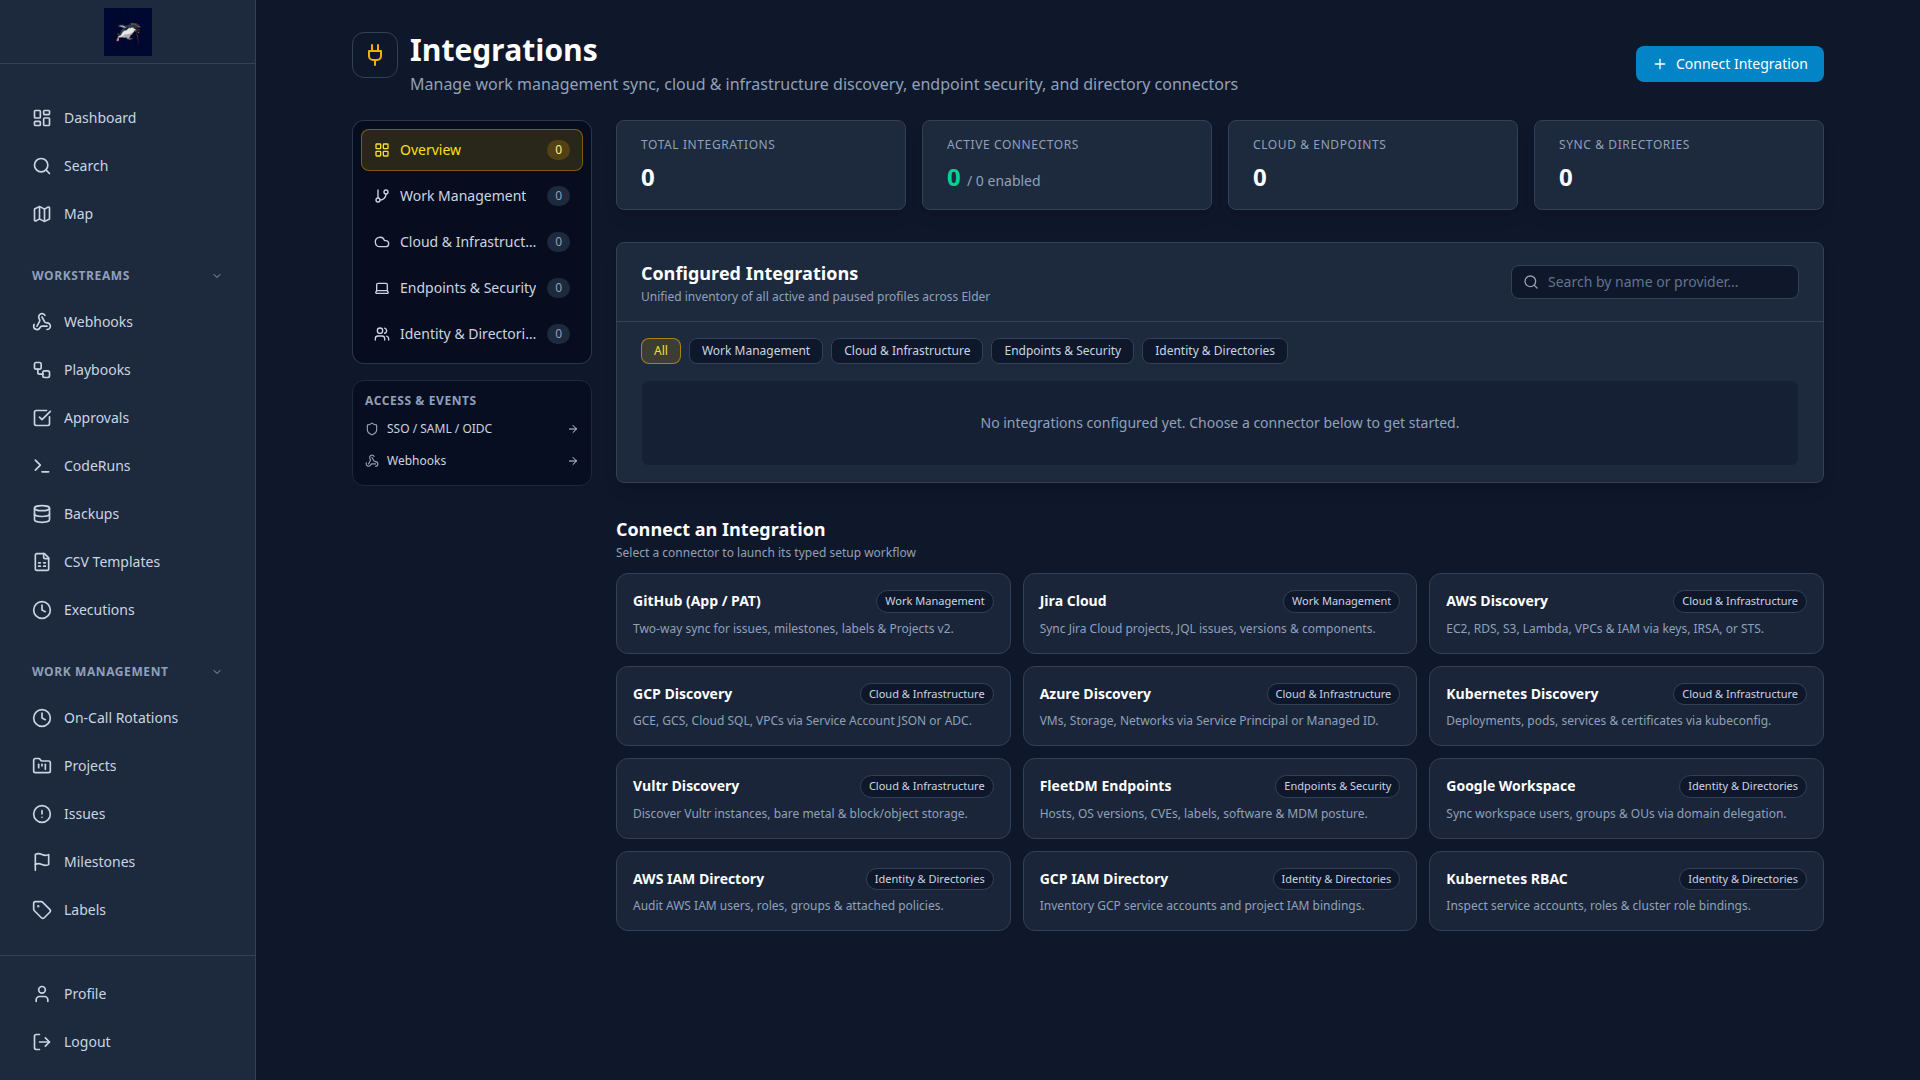 Dashboard
Search
Map
WORKSTREAMS
Webhooks
Playbooks
Approvals
CodeRuns
Backups
CSV Templates
Executions
WORK MANAGEMENT
On-Call Rotations
Projects
Issues
Milestones
Labels
Profile
Logout
Integrations
Manage work management sync, cloud & infrastructure discovery, endpoint security, and directory connectors
Connect Integration
Overview 0
Work Management 0
Cloud & Infrastruct... 0
Endpoints & Security 0
Identity & Directori... 0
ACCESS & EVENTS
SSO / SAML / OIDC
Webhooks
TOTAL INTEGRATIONS
0
ACTIVE CONNECTORS
0 / 0 enabled
CLOUD & ENDPOINTS
0
SYNC & DIRECTORIES
0
Configured Integrations
Unified inventory of all active and paused profiles across Elder
Search by name or provider...
All Work Management Cloud & Infrastructure Endpoints & Security Identity & Directories
No integrations configured yet. Choose a connector below to get started.
Connect an Integration
Select a connector to launch its typed setup workflow
GitHub (App / PAT) Work Management
Two-way sync for issues, milestones, labels & Projects v2.
Jira Cloud Work Management
Sync Jira Cloud projects, JQL issues, versions & components.
AWS Discovery Cloud & Infrastructure
EC2, RDS, S3, Lambda, VPCs & IAM via keys, IRSA, or STS.
GCP Discovery Cloud & Infrastructure
GCE, GCS, Cloud SQL, VPCs via Service Account JSON or ADC.
Azure Discovery Cloud & Infrastructure
VMs, Storage, Networks via Service Principal or Managed ID.
Kubernetes Discovery Cloud & Infrastructure
Deployments, pods, services & certificates via kubeconfig.
Vultr Discovery Cloud & Infrastructure
Discover Vultr instances, bare metal & block/object storage.
FleetDM Endpoints Endpoints & Security
Hosts, OS versions, CVEs, labels, software & MDM posture.
Google Workspace Identity & Directories
Sync workspace users, groups & OUs via domain delegation.
AWS IAM Directory Identity & Directories
Audit AWS IAM users, roles, groups & attached policies.
GCP IAM Directory Identity & Directories
Inventory GCP service accounts and project IAM bindings.
Kubernetes RBAC Identity & Directories
Inspect service accounts, roles & cluster role bindings.